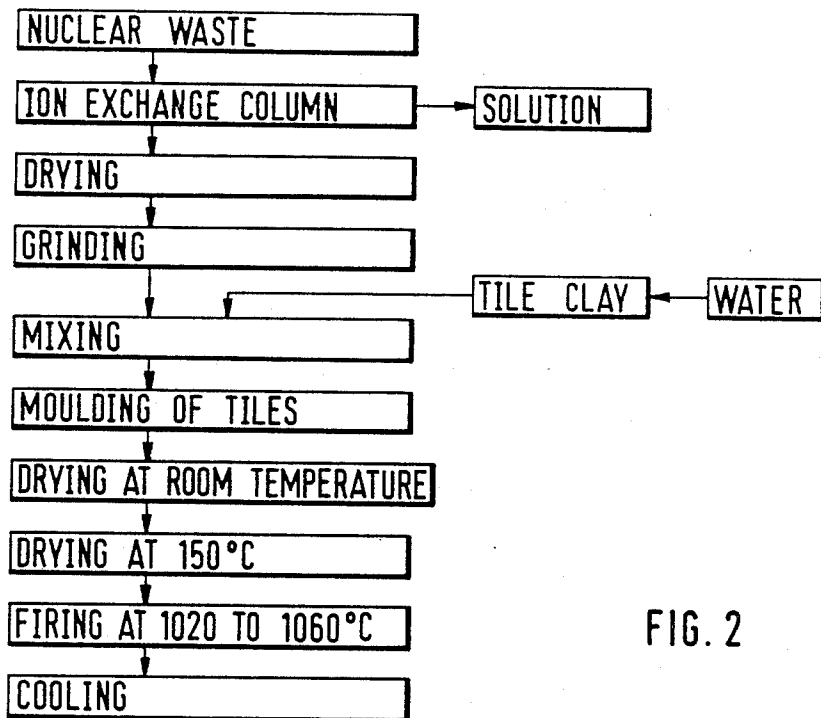 NUCLEAR WASTE
ION EXCHANGE COLUMN
SOLUTION
DRYING
GRINDING
TILE CLAY
WATER
MIXING
MOULDING OF TILES
DRYING AT ROOM TEMPERATURE
DRYING AT 150°C
FIRING AT 1020 TO 1060°C
COOLING
FIG. 2